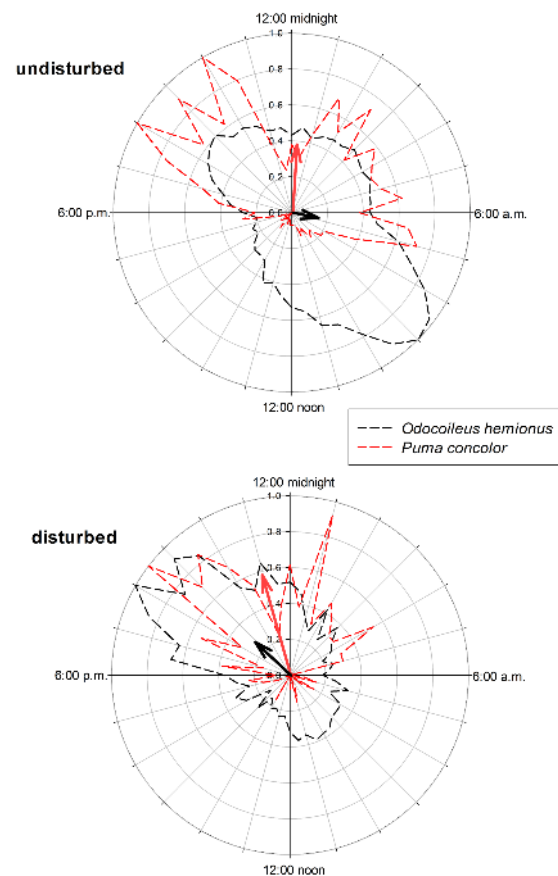 12:00 midnight
undisturbed
1.0
0.8
0.6
0.4
0.2
0.0
6:00 p.m.
6:00 a.m.
12:00 noon
Odocoileus hemionus
Puma concolor
12:00 midnight
disturbed
1.0
0.8
0.6
0.4
0.2
0.0
6:00 p.m.
6:00 a.m.
12:00 noon